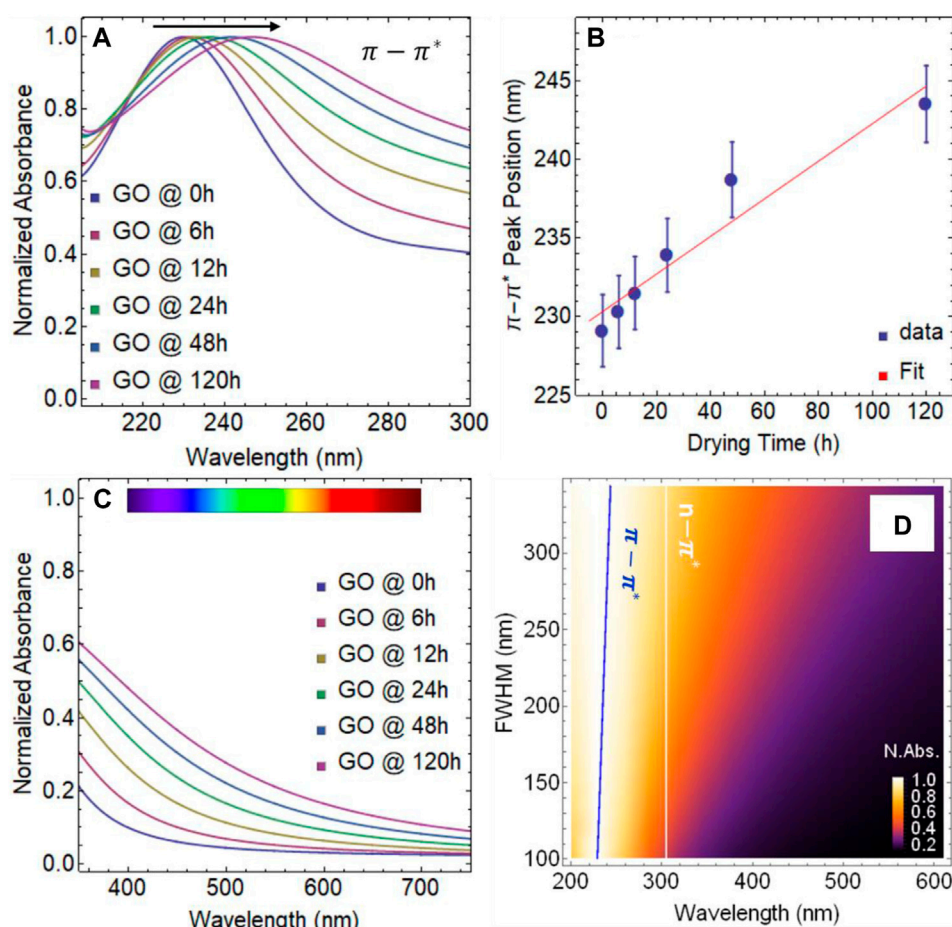 A
π − π*
1.0
0.8
0.6
0.4
0.2
0.0
Normalized Absorbance
GO @ 0h
GO @ 6h
GO @ 12h
GO @ 24h
GO @ 48h
GO @ 120h
220 240 260 280 300
Wavelength (nm)
B
245
240
235
230
225
π−π* Peak Position (nm)
data
Fit
0 20 40 60 80 100 120
Drying Time (h)
C
1.0
0.8
0.6
0.4
0.2
0.0
Normalized Absorbance
GO @ 0h
GO @ 6h
GO @ 12h
GO @ 24h
GO @ 48h
GO @ 120h
400 500 600 700
Wavelength (nm)
D
π − π*
n−π*
300
250
200
150
100
FWHM (nm)
N.Abs.
1.0
0.8
0.6
0.4
0.2
200 300 400 500 600
Wavelength (nm)